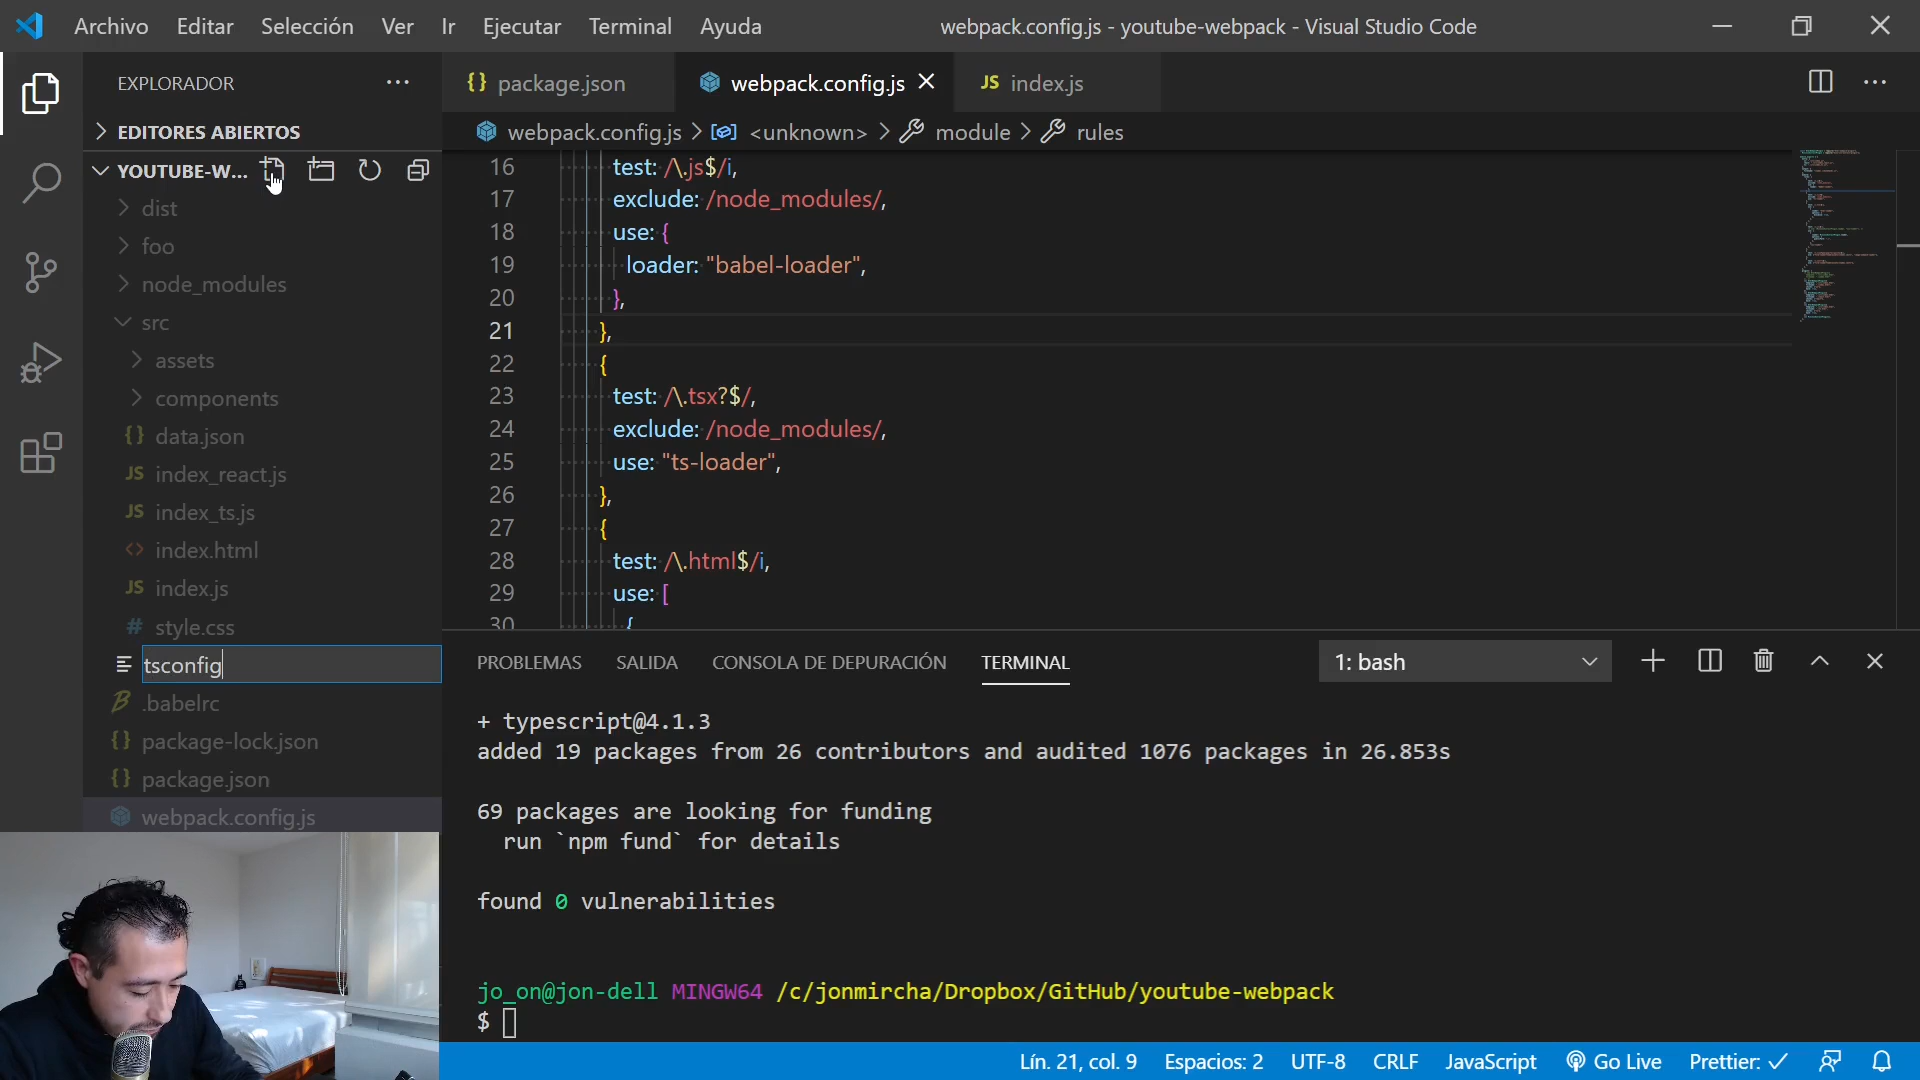 Archivo Editar Selección Ver Ir Ejecutar Terminal Ayuda webpack.config.js - youtube-webpack - Visual Studio Code
EXPLORADOR
EDITORES ABIERTOS
YOUTUBE-W...
dist
foo
node_modules
src
assets
components
data.json
index_react.js
index_ts.js
index.html
index.js
style.css
tsconfig
.babelrc
package-lock.json
package.json
webpack.config.js
package.json webpack.config.js JS index.js
webpack.config.js > <unknown> > module > rules
16 test: /\.js$/i,
17 exclude: /node_modules/,
18 use: {
19 loader: "babel-loader",
20 },
21 },
22 {
23 test: /\.tsx?$/,
24 exclude: /node_modules/,
25 use: "ts-loader",
26 },
27 {
28 test: /\.html$/i,
29 use: [
30 {
PROBLEMAS SALIDA CONSOLA DE DEPURACIÓN TERMINAL 1: bash
+ typescript@4.1.3
added 19 packages from 26 contributors and audited 1076 packages in 26.853s
69 packages are looking for funding
run `npm fund` for details
found 0 vulnerabilities
jo_on@jon-dell MINGW64 /c/jonmircha/Dropbox/GitHub/youtube-webpack
$
Lín. 21, col. 9 Espacios: 2 UTF-8 CRLF JavaScript Go Live Prettier: ✓